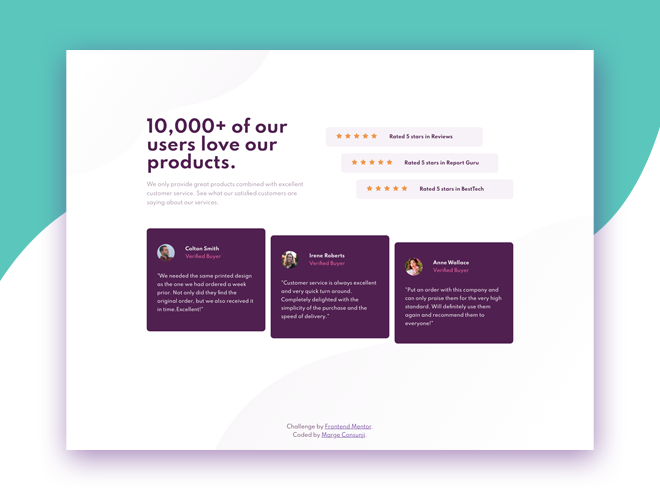 10,000+ of our
users love our
products.
We only provide great products combined with excellent
customer service. See what our satisfied customers are
saying about our services.
Rated 5 stars in Reviews
Rated 5 stars in Report Guru
Rated 5 stars in BestTech
Colton Smith
Verified Buyer
"We needed the same printed design
as the one we had ordered a week
prior. Not only did they find the
original order, but we also received it
in time.Excellent!"
Irene Roberts
Verified Buyer
"Customer service is always excellent
and very quick turn around.
Completely delighted with the
simplicity of the purchase and the
speed of delivery."
Anne Wallace
Verified Buyer
"Put an order with this company and
can only praise them for the very high
standard. Will definitely use them
again and recommend them to
everyone!"
Challenge by Frontend Mentor.
Coded by Marge Consunji.